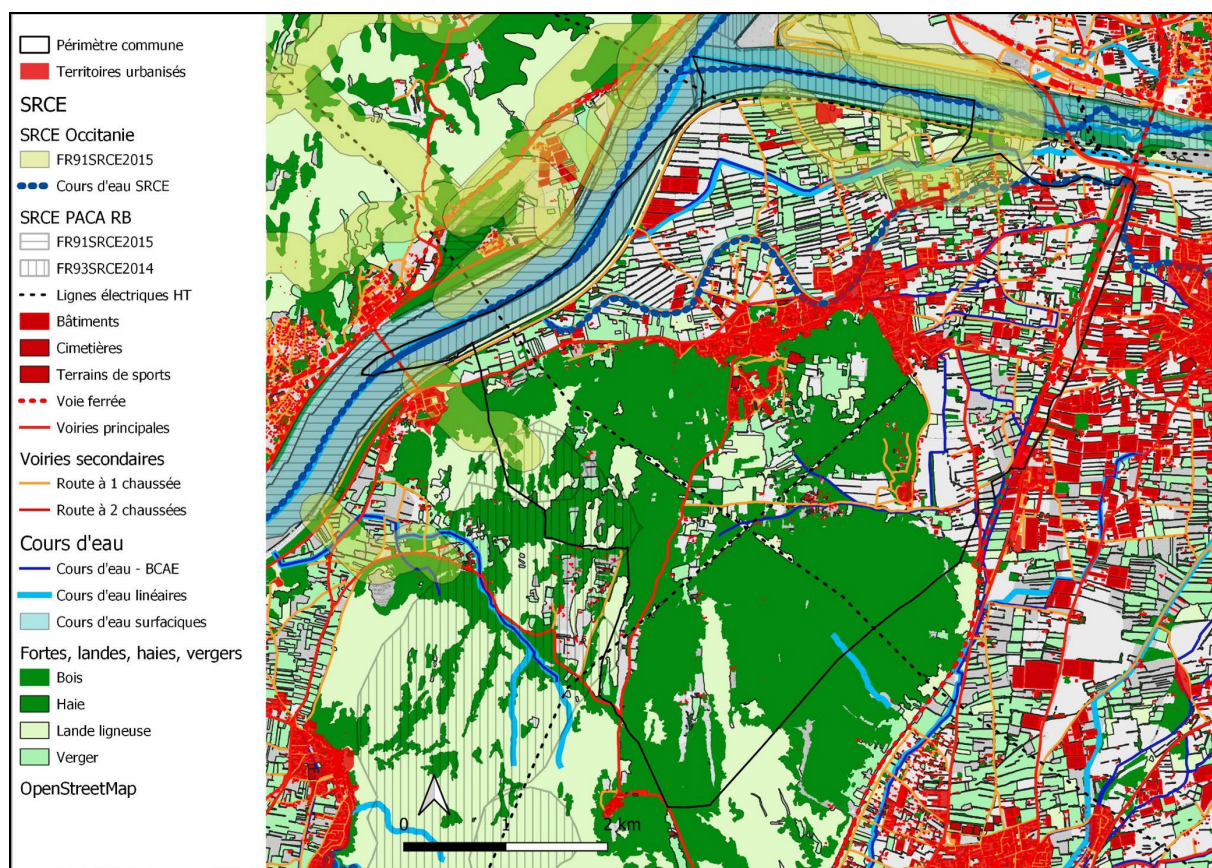 Périmètre commune
Territoires urbanisés
SRCE
SRCE Occitanie
FR91SRCE2015
Cours d'eau SRCE
SRCE PACA RB
FR91SRCE2015
FR93SRCE2014
Lignes électriques HT
Bâtiments
Cimetières
Terrains de sports
Voie ferrée
Voiries principales
Voiries secondaires
Route à 1 chaussée
Route à 2 chaussées
Cours d'eau
Cours d'eau - BCAE
Cours d'eau linéaires
Cours d'eau surfaciques
Fortes, landes, haies, vergers
Bois
Haie
Lande ligneuse
Verger
OpenStreetMap
0 1 2 km